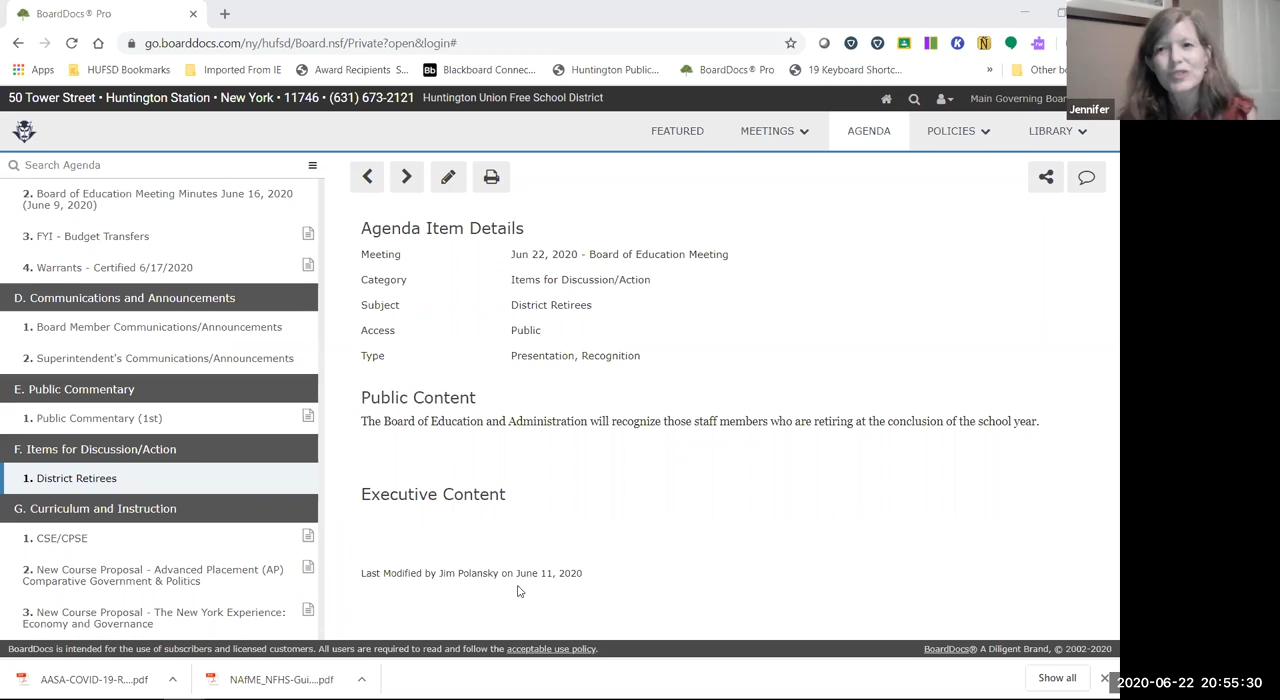 BoardDocs® Pro
go.boarddocs.com/ny/hufsd/Board.nsf/Private?open&login#
Apps HUFSD Bookmarks Imported From IE Award Recipients S... Blackboard Connec... Huntington Public... BoardDocs® Pro 19 Keyboard Shortc... » Other bo
50 Tower Street • Huntington Station • New York • 11746 • (631) 673-2121 Huntington Union Free School District Main Governing Boar
Jennifer
FEATURED MEETINGS AGENDA POLICIES LIBRARY
Search Agenda
2. Board of Education Meeting Minutes June 16, 2020
(June 9, 2020)
3. FYI - Budget Transfers
4. Warrants - Certified 6/17/2020
D. Communications and Announcements
1. Board Member Communications/Announcements
2. Superintendent's Communications/Announcements
E. Public Commentary
1. Public Commentary (1st)
F. Items for Discussion/Action
1. District Retirees
G. Curriculum and Instruction
1. CSE/CPSE
2. New Course Proposal - Advanced Placement (AP)
Comparative Government & Politics
3. New Course Proposal - The New York Experience:
Economy and Governance
Agenda Item Details
Meeting Jun 22, 2020 - Board of Education Meeting
Category Items for Discussion/Action
Subject District Retirees
Access Public
Type Presentation, Recognition
Public Content
The Board of Education and Administration will recognize those staff members who are retiring at the conclusion of the school year.
Executive Content
Last Modified by Jim Polansky on June 11, 2020
BoardDocs is intended for the use of subscribers and licensed customers. All users are required to read and follow the acceptable use policy. BoardDocs® A Diligent Brand, © 2002-2020
AASA-COVID-19-R....pdf NAfME_NFHS-Gui....pdf Show all
2020-06-22 20:55:30